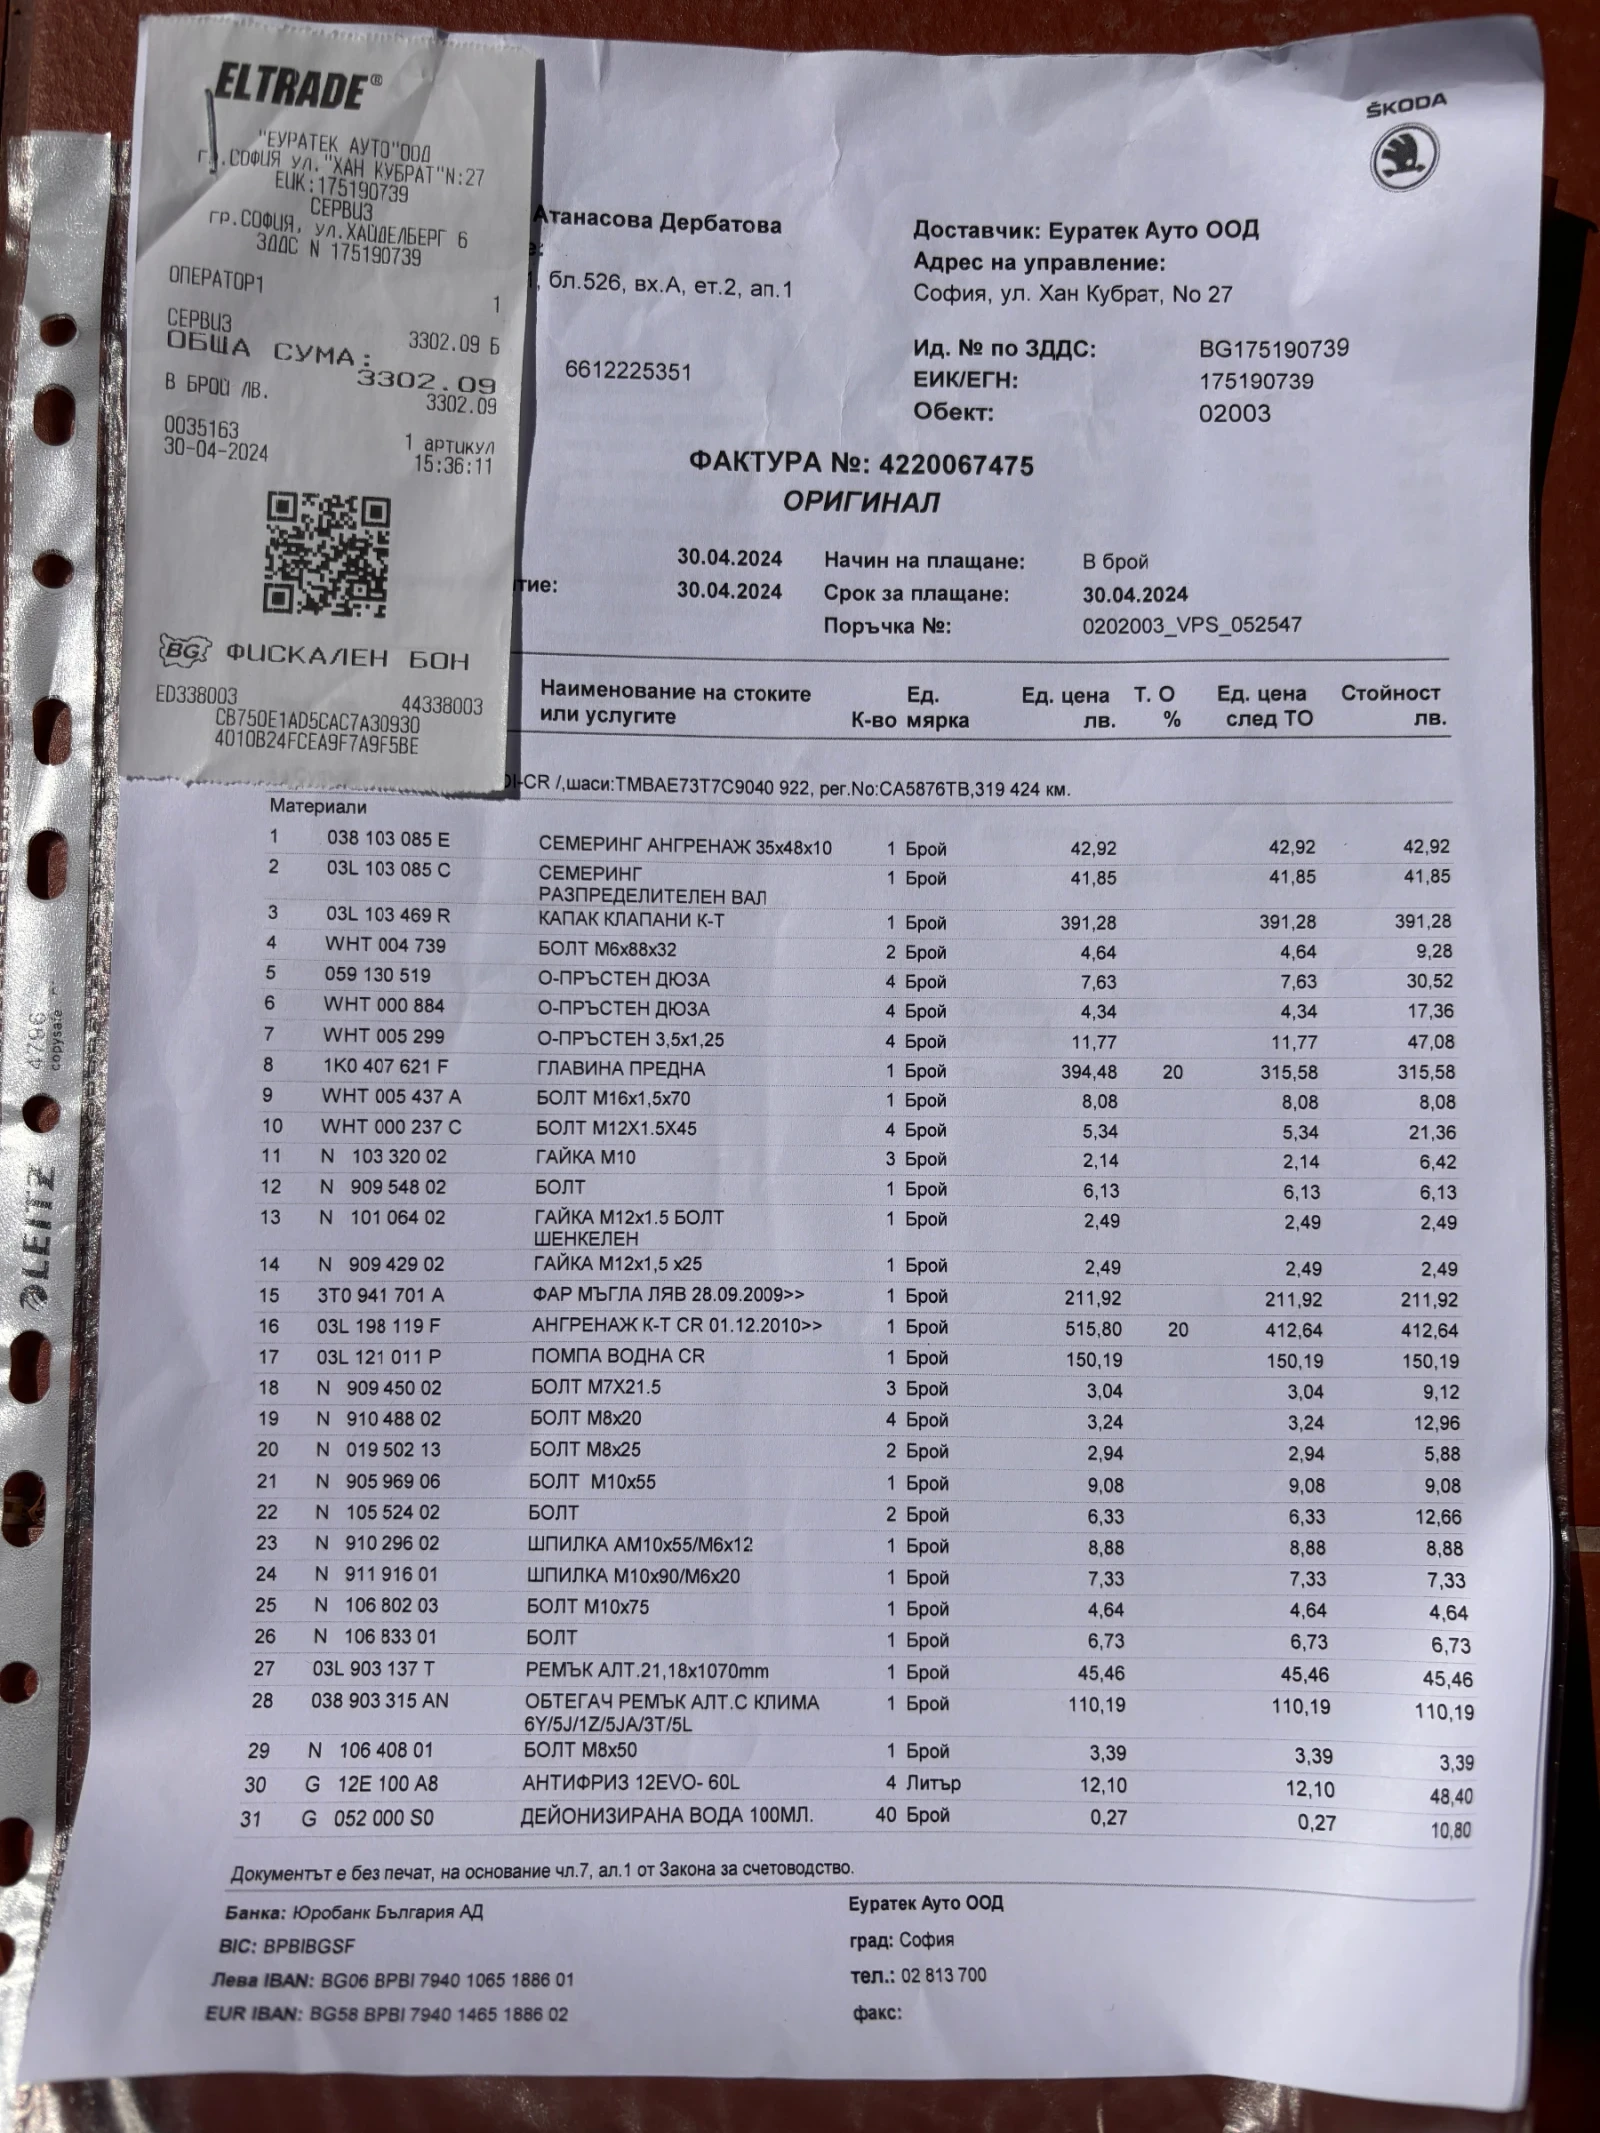 ELTRADE®
"ЕУРАТЕК АУТО"ООД
гр.СОФИЯ УЛ."ХАН КУБРАТ"N:27
ЕИК:175190739
СЕРВИЗ
гр.СОФИЯ, ул.ХАЙДЕЛБЕРГ 6
ЗДДС N 175190739
ОПЕРАТОР1 1
СЕРВИЗ 3302.09 Б
ОБЩА СУМА: 3302.09
В БРОЙ ЛВ. 3302.09
0035163 1 артикул
30-04-2024 15:36:11
BG ФИСКАЛЕН БОН
ED338003 44338003
CB750E1AD5CAC7A30930
4010B24FCEA9F7A9F5BE
ŠKODA
Атанасова Дербатова
е:
, бл.526, вх.А, ет.2, ап.1
6612225351
Доставчик: Еуратек Ауто ООД
Адрес на управление:
София, ул. Хан Кубрат, No 27
Ид. № по ЗДДС: BG175190739
ЕИК/ЕГН: 175190739
Обект: 02003
ФАКТУРА №: 4220067475
ОРИГИНАЛ
30.04.2024 Начин на плащане: В брой
тие: 30.04.2024 Срок за плащане: 30.04.2024
Поръчка №: 0202003_VPS_052547
Наименование на стоките Ед. Ед. цена Т. О Ед. цена Стойност
или услугите К-во мярка лв. % след ТО лв.
DI-CR /,шаси:TMBAE73T7C9040 922, рег.No:CA5876TB,319 424 км.
Материали
1 038 103 085 E СЕМЕРИНГ АНГРЕНАЖ 35x48x10 1 Брой 42,92 42,92 42,92
2 03L 103 085 C СЕМЕРИНГ 1 Брой 41,85 41,85 41,85
РАЗПРЕДЕЛИТЕЛЕН ВАЛ
3 03L 103 469 R КАПАК КЛАПАНИ К-Т 1 Брой 391,28 391,28 391,28
4 WHT 004 739 БОЛТ M6x88x32 2 Брой 4,64 4,64 9,28
5 059 130 519 О-ПРЪСТЕН ДЮЗА 4 Брой 7,63 7,63 30,52
6 WHT 000 884 О-ПРЪСТЕН ДЮЗА 4 Брой 4,34 4,34 17,36
7 WHT 005 299 О-ПРЪСТЕН 3,5x1,25 4 Брой 11,77 11,77 47,08
8 1K0 407 621 F ГЛАВИНА ПРЕДНА 1 Брой 394,48 20 315,58 315,58
9 WHT 005 437 A БОЛТ M16x1,5x70 1 Брой 8,08 8,08 8,08
10 WHT 000 237 C БОЛТ M12X1.5X45 4 Брой 5,34 5,34 21,36
11 N 103 320 02 ГАЙКА M10 3 Брой 2,14 2,14 6,42
12 N 909 548 02 БОЛТ 1 Брой 6,13 6,13 6,13
13 N 101 064 02 ГАЙКА M12x1.5 БОЛТ 1 Брой 2,49 2,49 2,49
ШЕНКЕЛЕН
14 N 909 429 02 ГАЙКА M12x1,5 x25 1 Брой 2,49 2,49 2,49
15 3T0 941 701 A ФАР МЪГЛА ЛЯВ 28.09.2009>> 1 Брой 211,92 211,92 211,92
16 03L 198 119 F АНГРЕНАЖ К-Т CR 01.12.2010>> 1 Брой 515,80 20 412,64 412,64
17 03L 121 011 P ПОМПА ВОДНА CR 1 Брой 150,19 150,19 150,19
18 N 909 450 02 БОЛТ M7X21.5 3 Брой 3,04 3,04 9,12
19 N 910 488 02 БОЛТ M8x20 4 Брой 3,24 3,24 12,96
20 N 019 502 13 БОЛТ M8x25 2 Брой 2,94 2,94 5,88
21 N 905 969 06 БОЛТ M10x55 1 Брой 9,08 9,08 9,08
22 N 105 524 02 БОЛТ 2 Брой 6,33 6,33 12,66
23 N 910 296 02 ШПИЛКА AM10x55/M6x12 1 Брой 8,88 8,88 8,88
24 N 911 916 01 ШПИЛКА M10x90/M6x20 1 Брой 7,33 7,33 7,33
25 N 106 802 03 БОЛТ M10x75 1 Брой 4,64 4,64 4,64
26 N 106 833 01 БОЛТ 1 Брой 6,73 6,73 6,73
27 03L 903 137 T РЕМЪК АЛТ.21,18x1070mm 1 Брой 45,46 45,46 45,46
28 038 903 315 AN ОБТЕГАЧ РЕМЪК АЛТ.С КЛИМА 1 Брой 110,19 110,19 110,19
6Y/5J/1Z/5JA/3T/5L
29 N 106 408 01 БОЛТ M8x50 1 Брой 3,39 3,39 3,39
30 G 12E 100 A8 АНТИФРИЗ 12EVO- 60L 4 Литър 12,10 12,10 48,40
31 G 052 000 S0 ДЕЙОНИЗИРАНА ВОДА 100МЛ. 40 Брой 0,27 0,27 10,80
Документът е без печат, на основание чл.7, ал.1 от Закона за счетоводство.
Банка: Юробанк България АД
BIC: BPBIBGSF
Лева IBAN: BG06 BPBI 7940 1065 1886 01
EUR IBAN: BG58 BPBI 7940 1465 1886 02
Еуратек Ауто ООД
град: София
тел.: 02 813 700
факс:
LEITZ
4796
copysafe